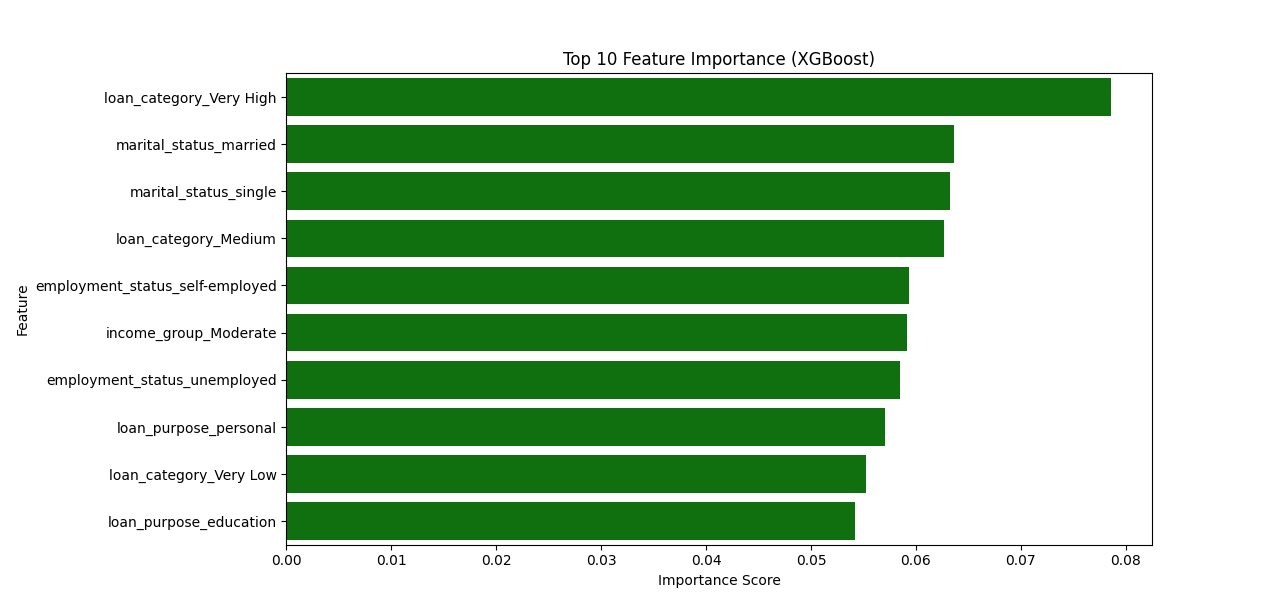 Top 10 Feature Importance (XGBoost)
loan_category_Very High
marital_status_married
marital_status_single
loan_category_Medium
employment_status_self-employed
income_group_Moderate
employment_status_unemployed
loan_purpose_personal
loan_category_Very Low
loan_purpose_education
Feature
0.00 0.01 0.02 0.03 0.04 0.05 0.06 0.07 0.08
Importance Score